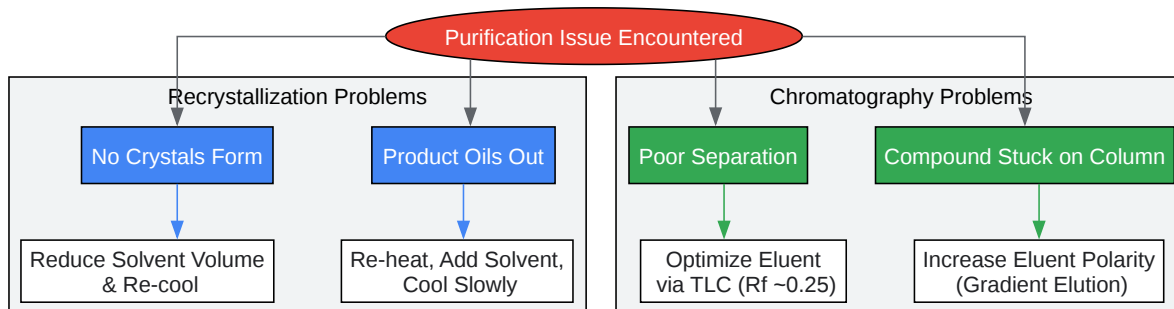 Purification Issue Encountered
Recrystallization Problems
Chromatography Problems
No Crystals Form
Product Oils Out
Poor Separation
Compound Stuck on Column
Reduce Solvent Volume
& Re-cool
Re-heat, Add Solvent,
Cool Slowly
Optimize Eluent
via TLC (Rf ~0.25)
Increase Eluent Polarity
(Gradient Elution)